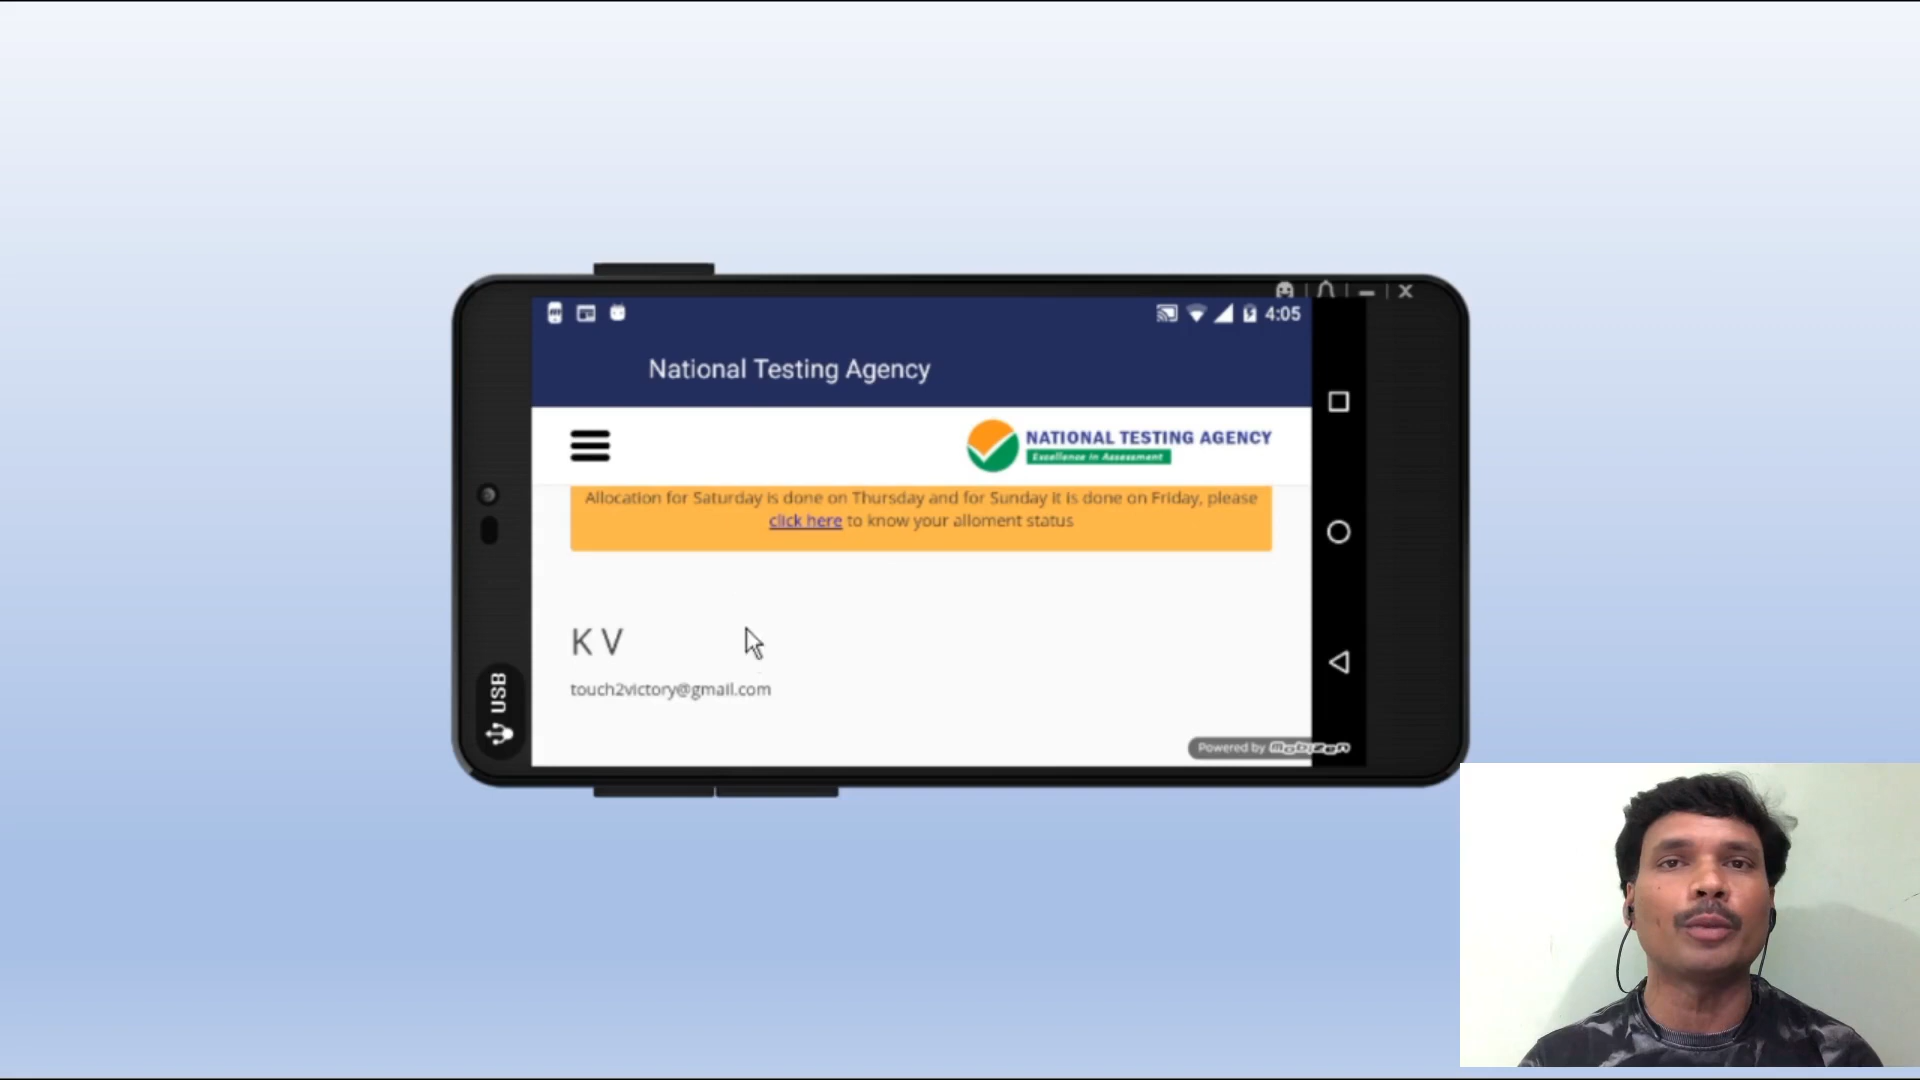 4:05
National Testing Agency
NATIONAL TESTING AGENCY
Excellence in Assessment
Allocation for Saturday is done on Thursday and for Sunday it is done on Friday, please
click here to know your alloment status
K V
touch2victory@gmail.com
USB
Powered by Mobizen